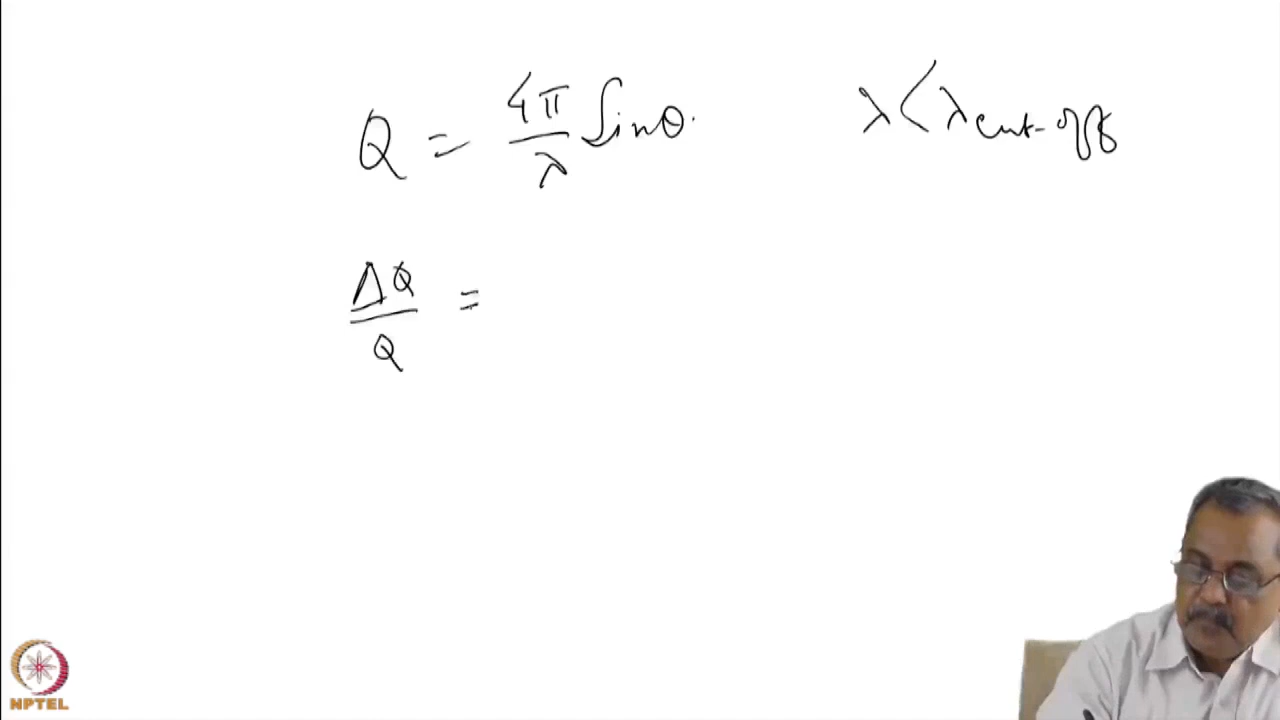 Q = 4π/λ Sinθ. λ < λcut-off
ΔQ/Q =
NPTEL